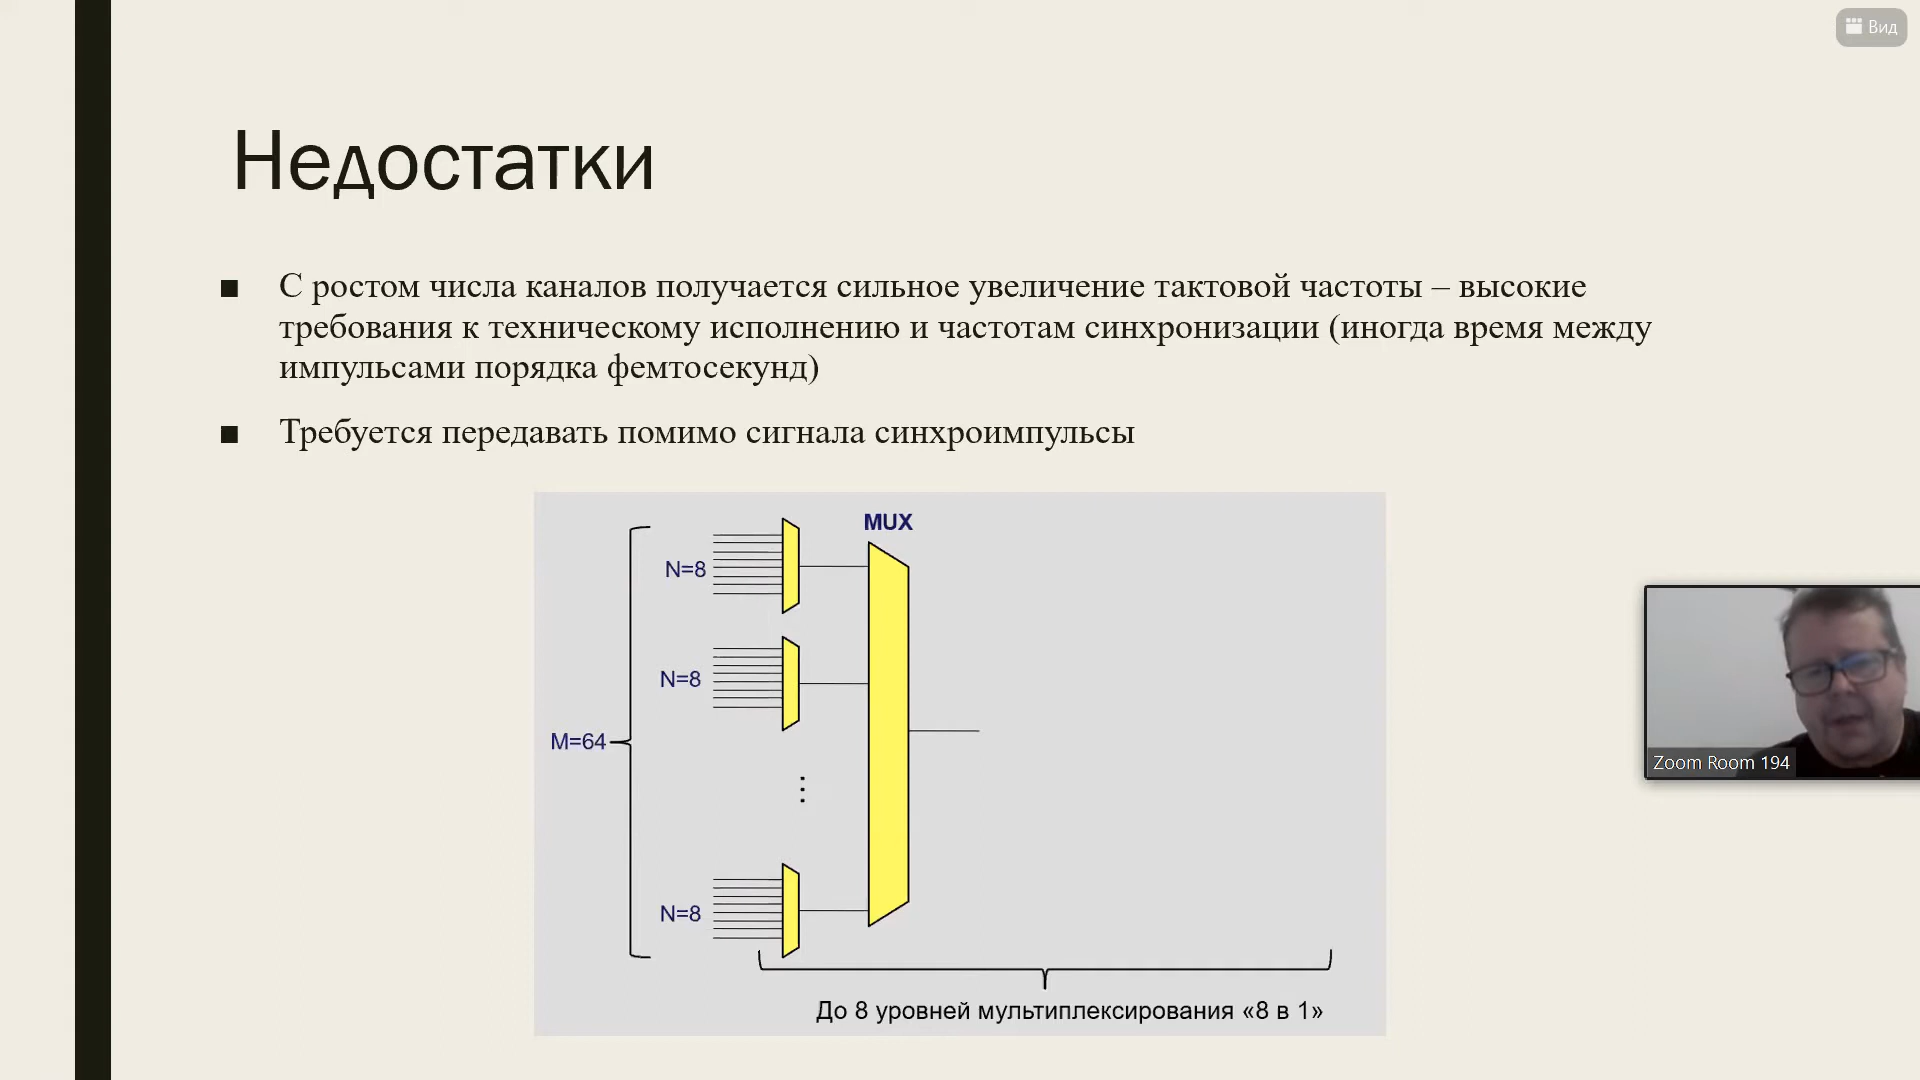 Вид
Недостатки
С ростом числа каналов получается сильное увеличение тактовой частоты – высокие
требования к техническому исполнению и частотам синхронизации (иногда время между
импульсами порядка фемтосекунд)
Требуется передавать помимо сигнала синхроимпульсы
MUX
N=8
N=8
M=64
Zoom Room 194
N=8
До 8 уровней мультиплексирования «8 в 1»